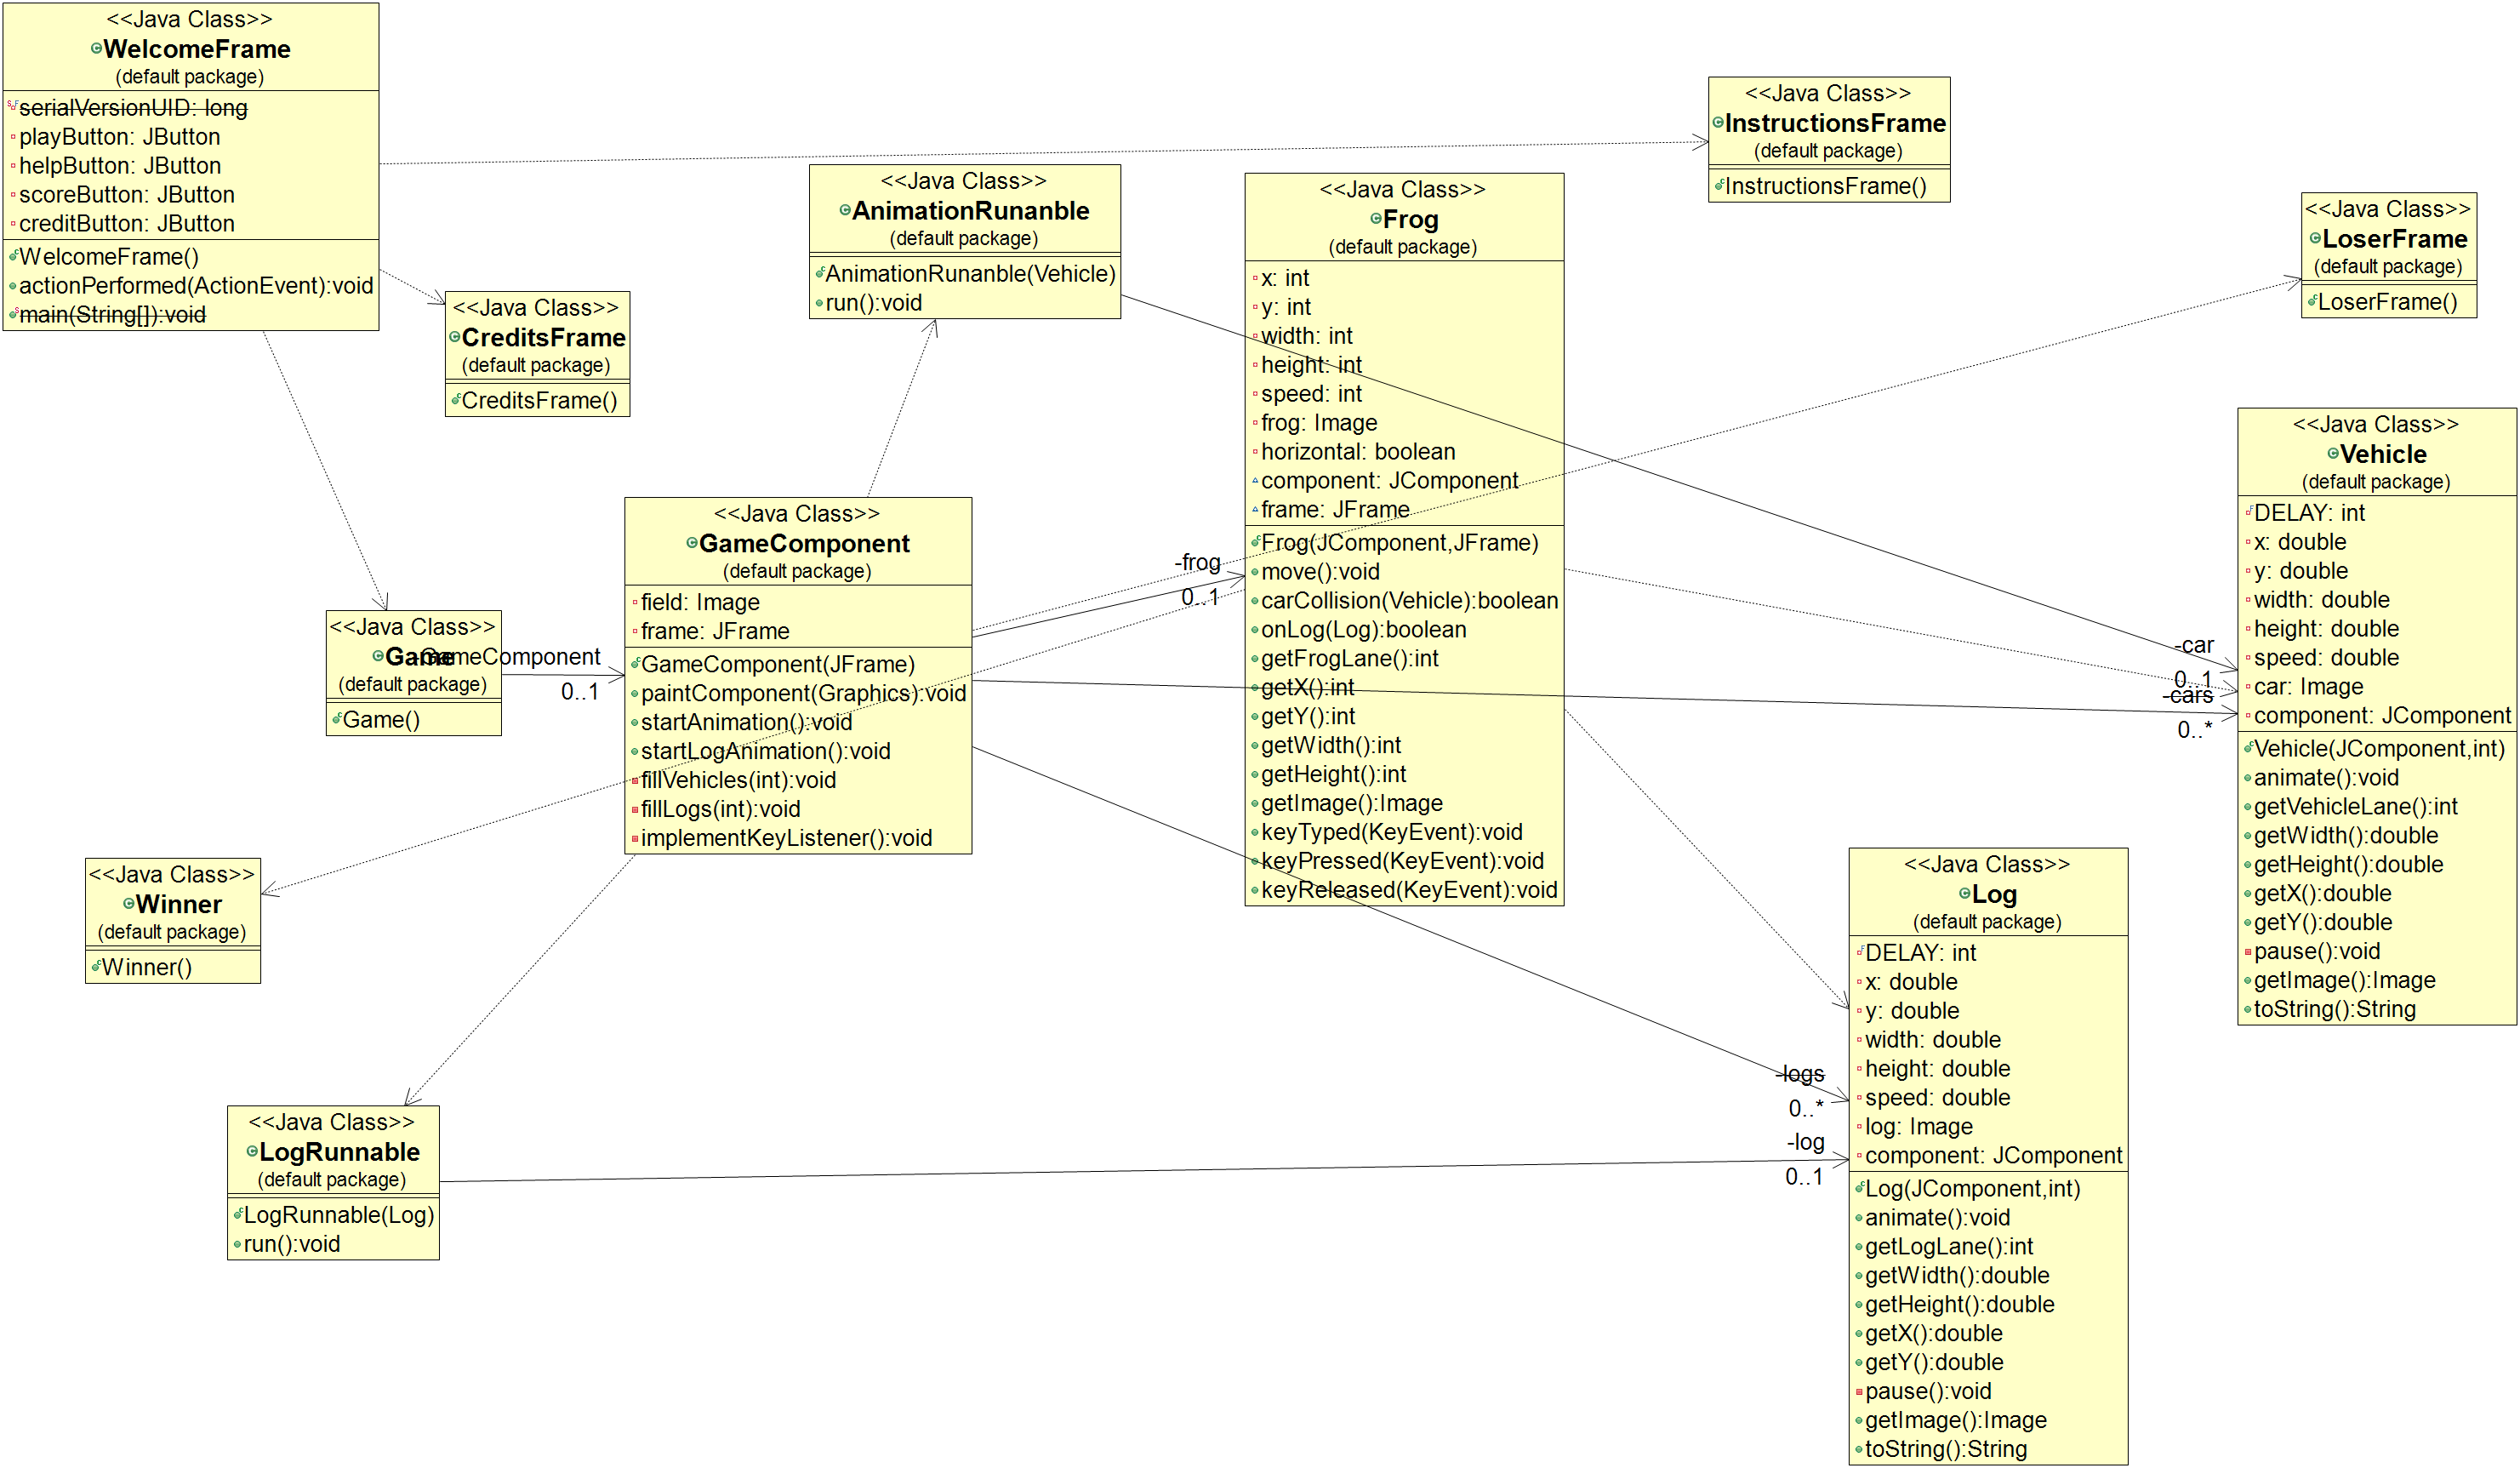 <<Java Class>>
WelcomeFrame
(default package)
serialVersionUID: long
playButton: JButton
helpButton: JButton
scoreButton: JButton
creditButton: JButton
WelcomeFrame()
actionPerformed(ActionEvent):void
main(String[]):void
<<Java Class>>
InstructionsFrame
(default package)
InstructionsFrame()
<<Java Class>>
AnimationRunanble
(default package)
AnimationRunanble(Vehicle)
run():void
<<Java Class>>
Frog
(default package)
x: int
y: int
width: int
height: int
speed: int
frog: Image
horizontal: boolean
component: JComponent
frame: JFrame
Frog(JComponent,JFrame)
move():void
carCollision(Vehicle):boolean
onLog(Log):boolean
getFrogLane():int
getX():int
getY():int
getWidth():int
getHeight():int
getImage():Image
keyTyped(KeyEvent):void
keyPressed(KeyEvent):void
keyReleased(KeyEvent):void
<<Java Class>>
LoserFrame
(default package)
LoserFrame()
<<Java Class>>
CreditsFrame
(default package)
CreditsFrame()
<<Java Class>>
Vehicle
(default package)
DELAY: int
x: double
y: double
width: double
height: double
speed: double
car: Image
component: JComponent
Vehicle(JComponent,int)
animate():void
getVehicleLane():int
getWidth():double
getHeight():double
getX():double
getY():double
pause():void
getImage():Image
toString():String
<<Java Class>>
GameComponent
(default package)
field: Image
frame: JFrame
GameComponent(JFrame)
paintComponent(Graphics):void
startAnimation():void
startLogAnimation():void
fillVehicles(int):void
fillLogs(int):void
implementKeyListener():void
-frog
0..1
<<Java Class>>
Game
(default package)
Game()
-GameComponent
0..1
-car
0..1
-cars
0..*
<<Java Class>>
Winner
(default package)
Winner()
<<Java Class>>
Log
(default package)
DELAY: int
x: double
y: double
width: double
height: double
speed: double
log: Image
component: JComponent
Log(JComponent,int)
animate():void
getLogLane():int
getWidth():double
getHeight():double
getX():double
getY():double
pause():void
getImage():Image
toString():String
-logs
0..*
-log
0..1
<<Java Class>>
LogRunnable
(default package)
LogRunnable(Log)
run():void